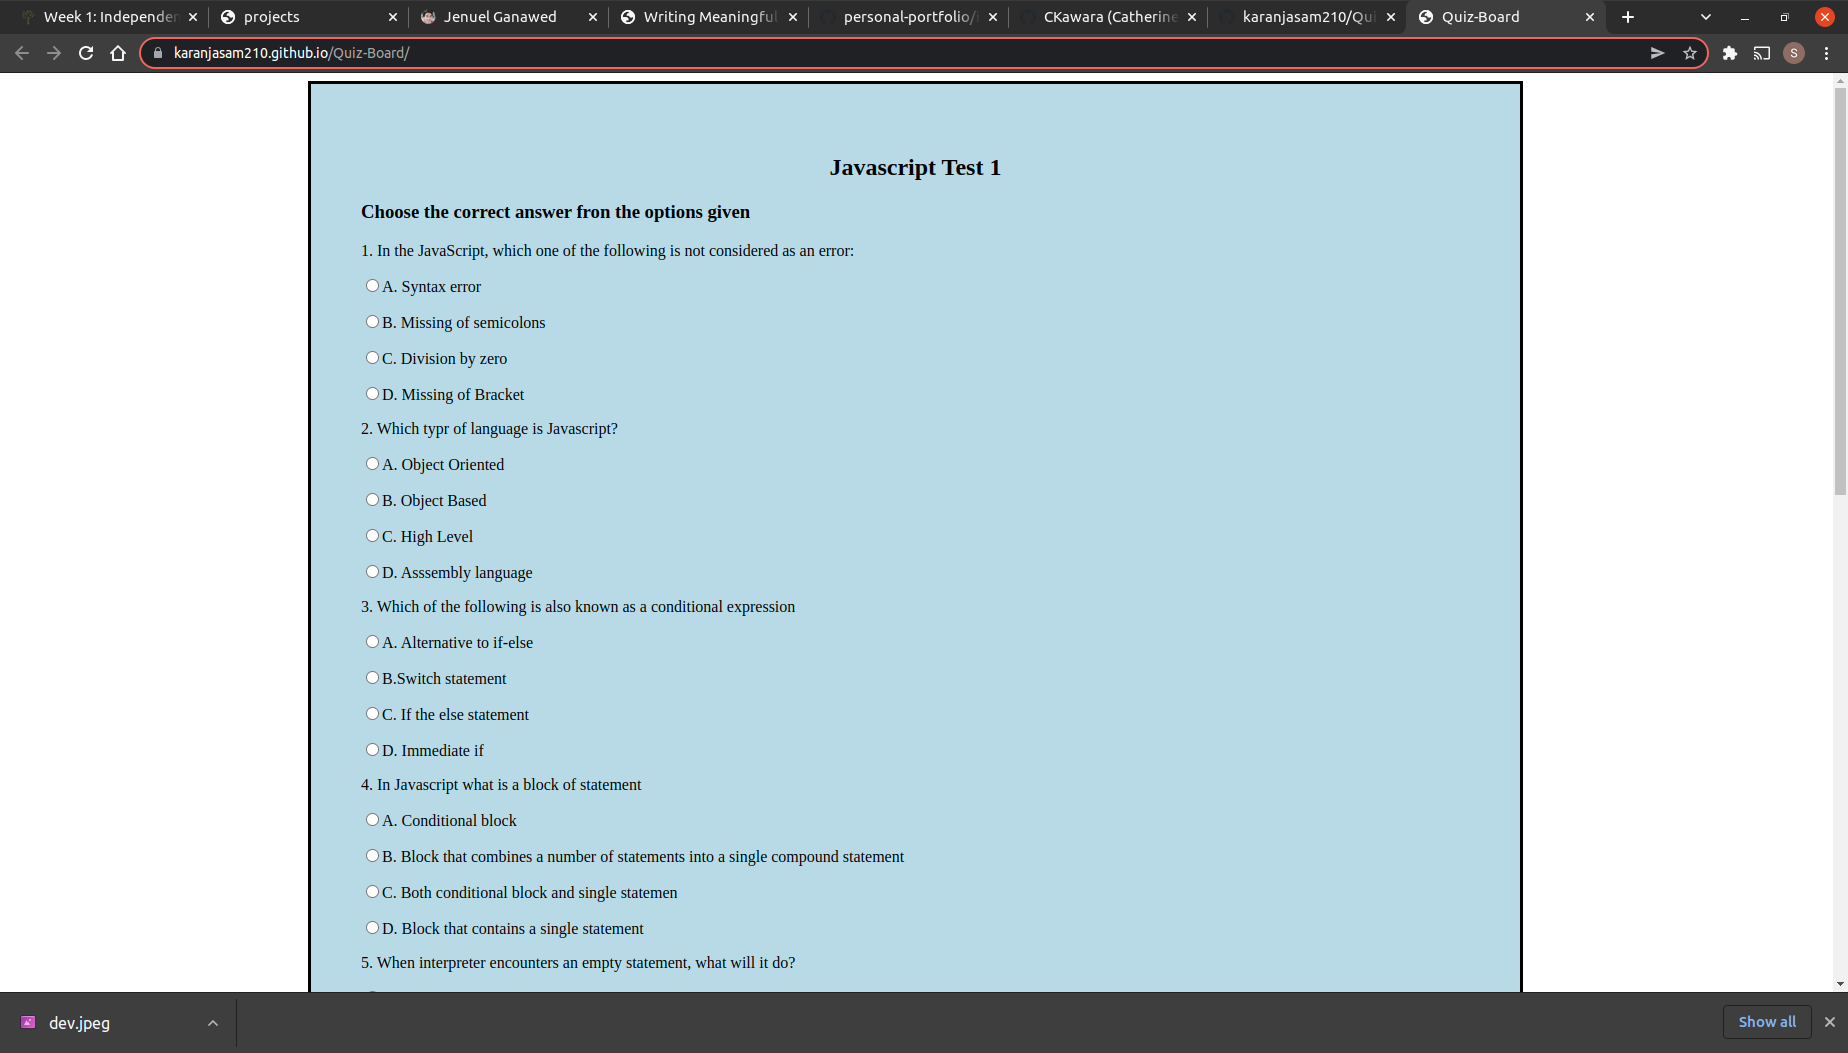 Week 1: Independen
projects
Jenuel Ganawed
Writing Meaningful
personal-portfolio/
CKawara (Catherine
karanjasam210/Qui
Quiz-Board
karanjasam210.github.io/Quiz-Board/
S
Javascript Test 1
Choose the correct answer fron the options given
1. In the JavaScript, which one of the following is not considered as an error:
A. Syntax error
B. Missing of semicolons
C. Division by zero
D. Missing of Bracket
2. Which typr of language is Javascript?
A. Object Oriented
B. Object Based
C. High Level
D. Asssembly language
3. Which of the following is also known as a conditional expression
A. Alternative to if-else
B.Switch statement
C. If the else statement
D. Immediate if
4. In Javascript what is a block of statement
A. Conditional block
B. Block that combines a number of statements into a single compound statement
C. Both conditional block and single statemen
D. Block that contains a single statement
5. When interpreter encounters an empty statement, what will it do?
dev.jpeg
Show all